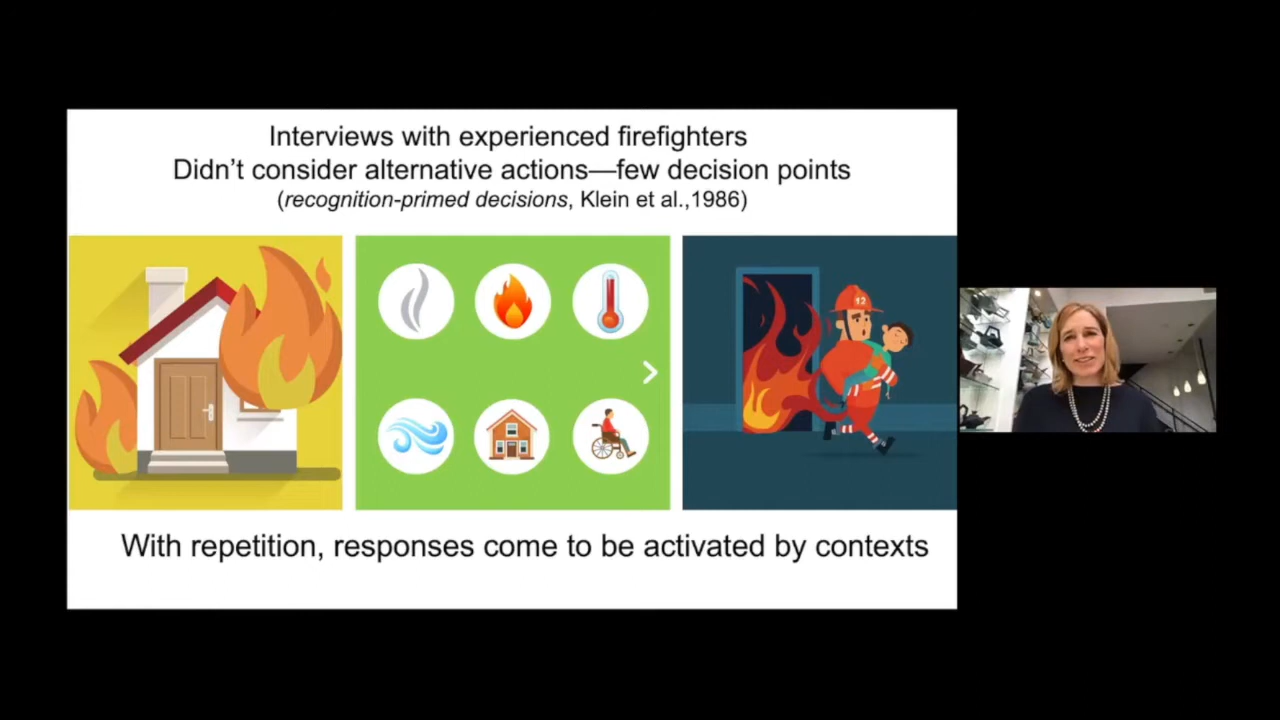 Interviews with experienced firefighters
Didn’t consider alternative actions—few decision points
(recognition-primed decisions, Klein et al.,1986)
12
With repetition, responses come to be activated by contexts